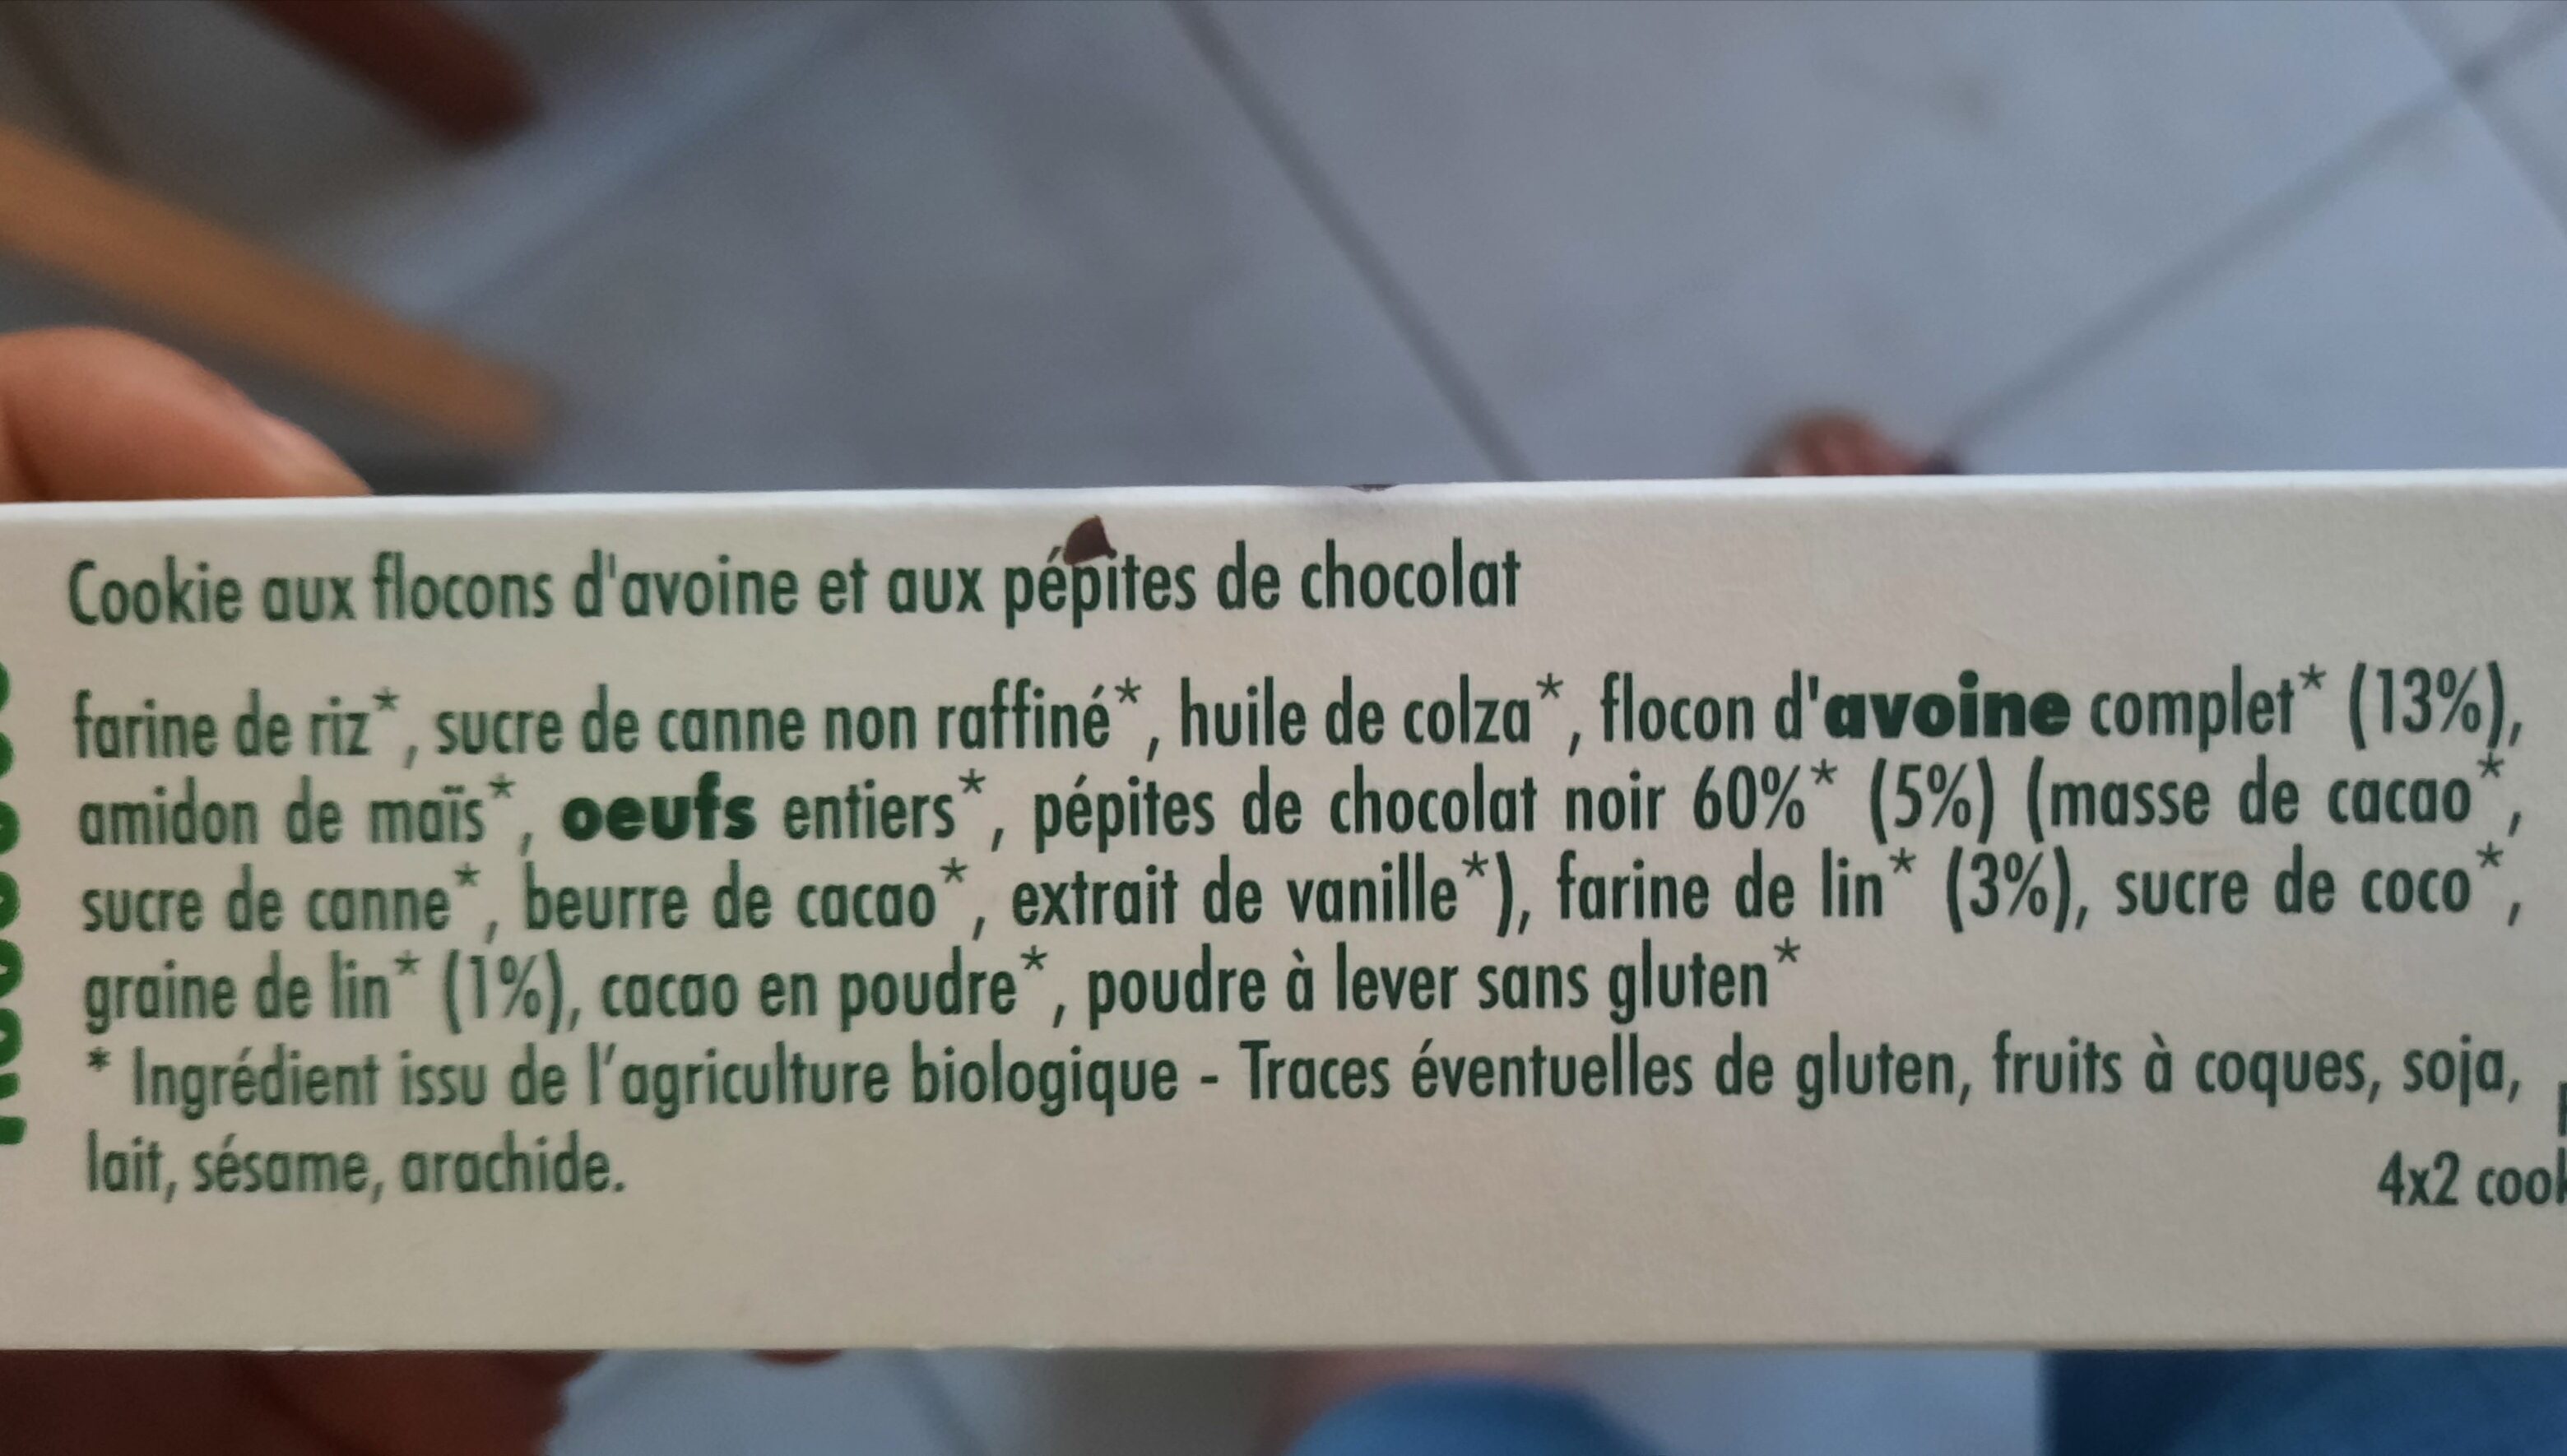 Cookie aux flocons d'avoine et aux pépites de chocolat
farine de riz*, sucre de canne non raffiné*, huile de colza*, flocon d'avoine complet* (13%),
amidon de maïs*, oeufs entiers*, pépites de chocolat noir 60%* (5%) (masse de cacao*,
sucre de canne*, beurre de cacao*, extrait de vanille*), farine de lin* (3%), sucre de coco*,
graine de lin* (1%), cacao en poudre*, poudre à lever sans gluten*
* Ingrédient issu de l'agriculture biologique - Traces éventuelles de gluten, fruits à coques, soja,
lait, sésame, arachide.
4x2